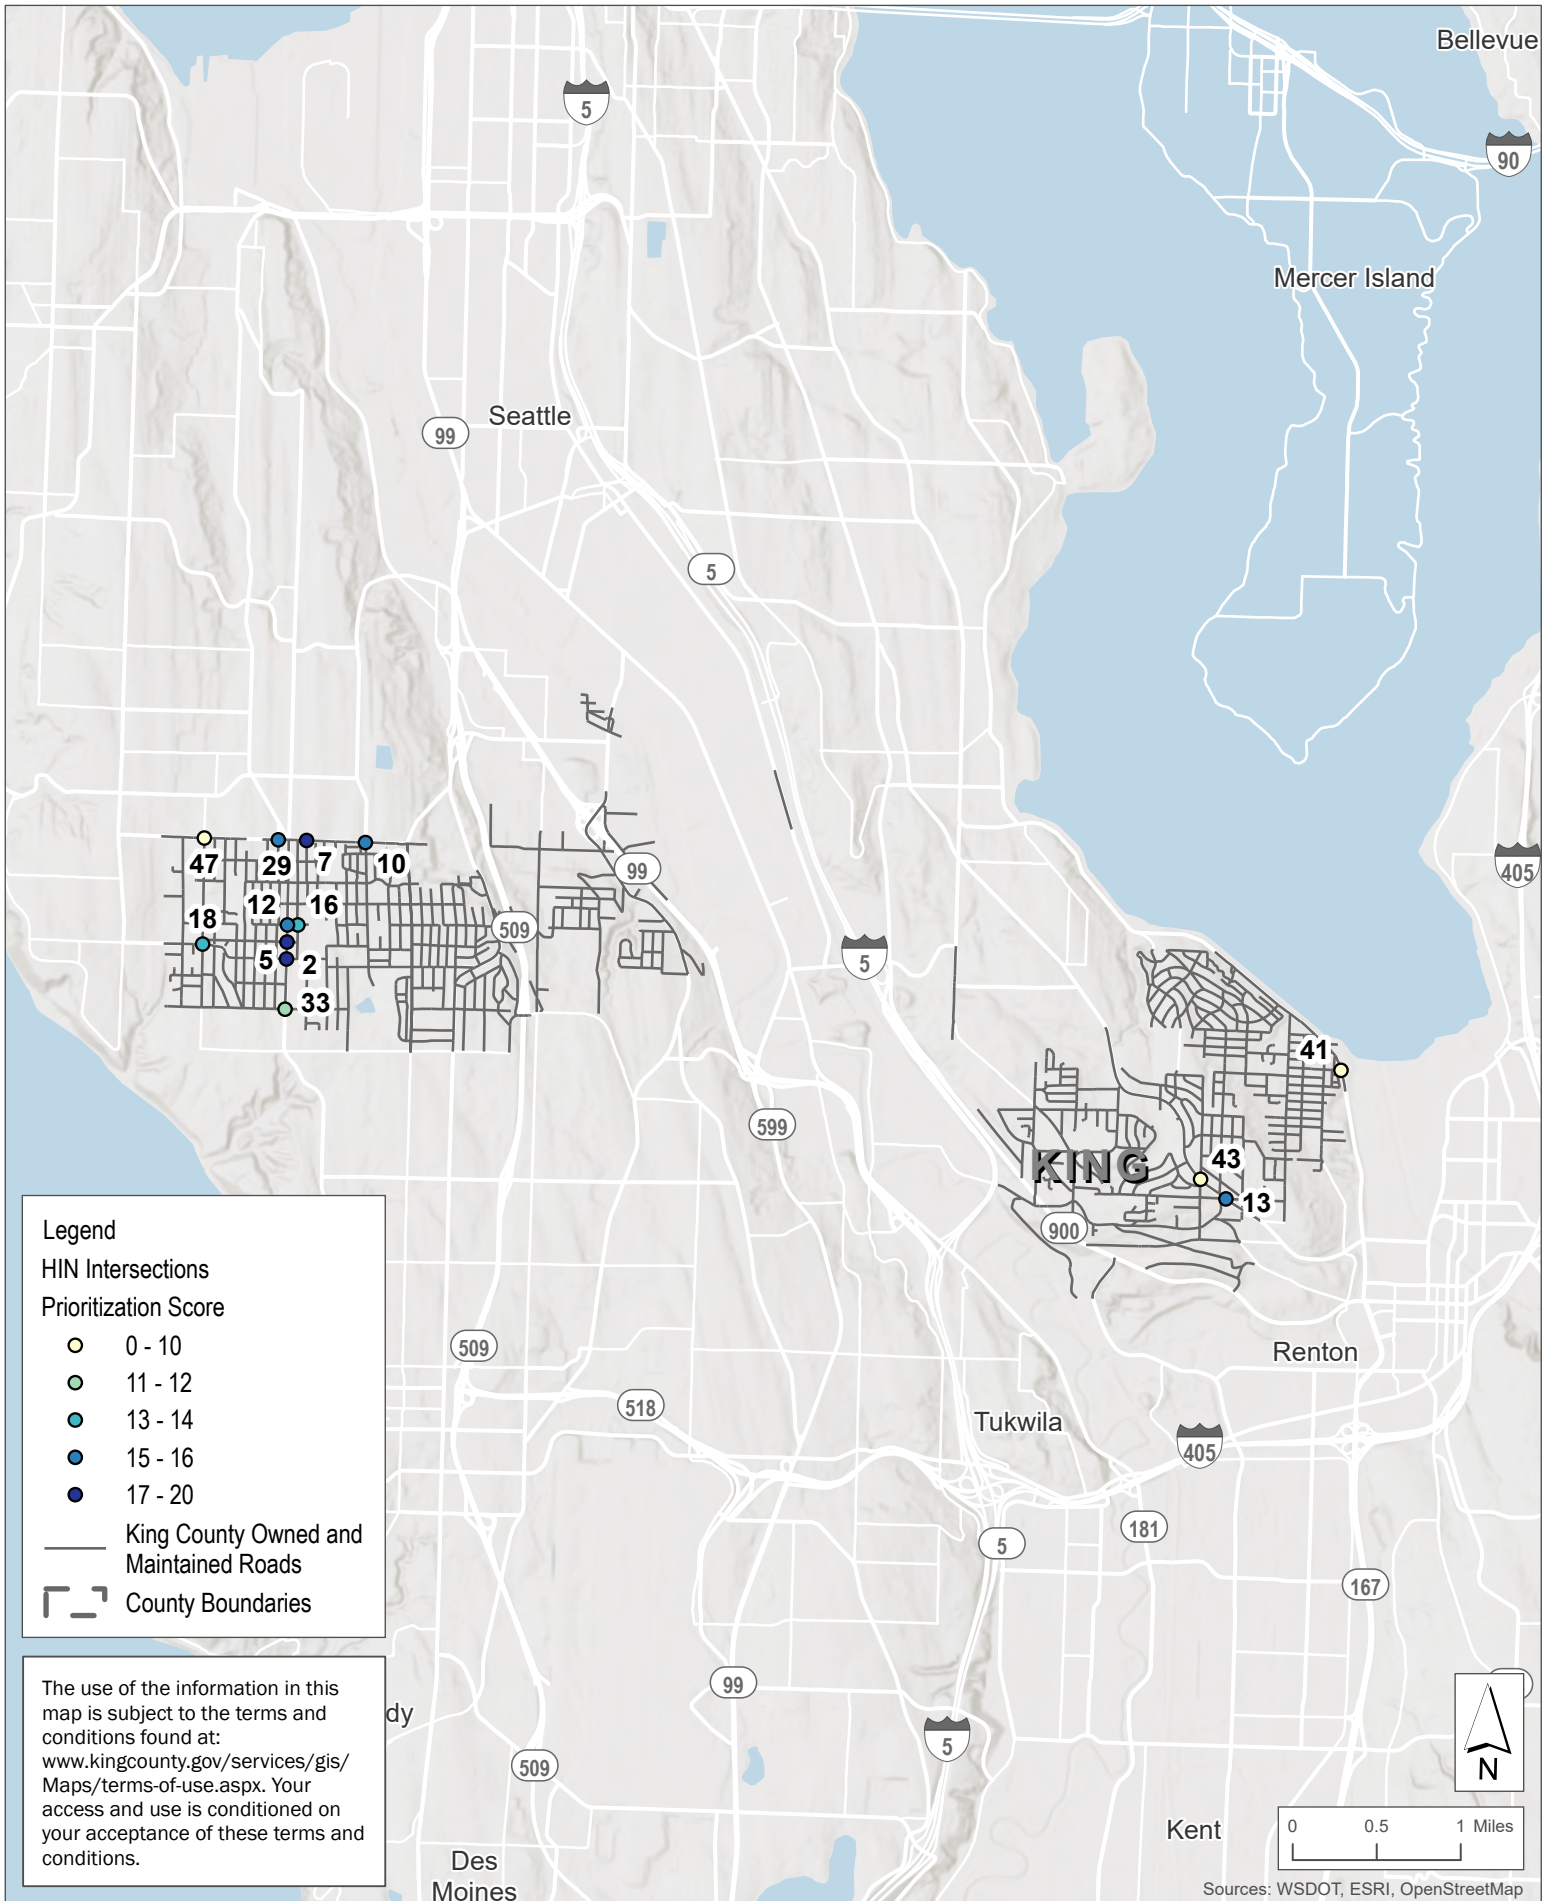 Bellevue
5
90
Mercer Island
Seattle
99
5
47
29
7
10
99
405
12
16
18
509
5
2
5
33
41
599
43
KING
13
900
Legend
HIN Intersections
Prioritization Score
0 - 10
11 - 12
13 - 14
15 - 16
17 - 20
King County Owned and
Maintained Roads
County Boundaries
509
Renton
518
Tukwila
405
181
5
167
The use of the information in this
map is subject to the terms and
conditions found at:
www.kingcounty.gov/services/gis/
Maps/terms-of-use.aspx. Your
access and use is conditioned on
your acceptance of these terms and
conditions.
dy
99
5
509
N
Kent
0 0.5 1 Miles
Des
Moines
Sources: WSDOT, ESRI, OpenStreetMap